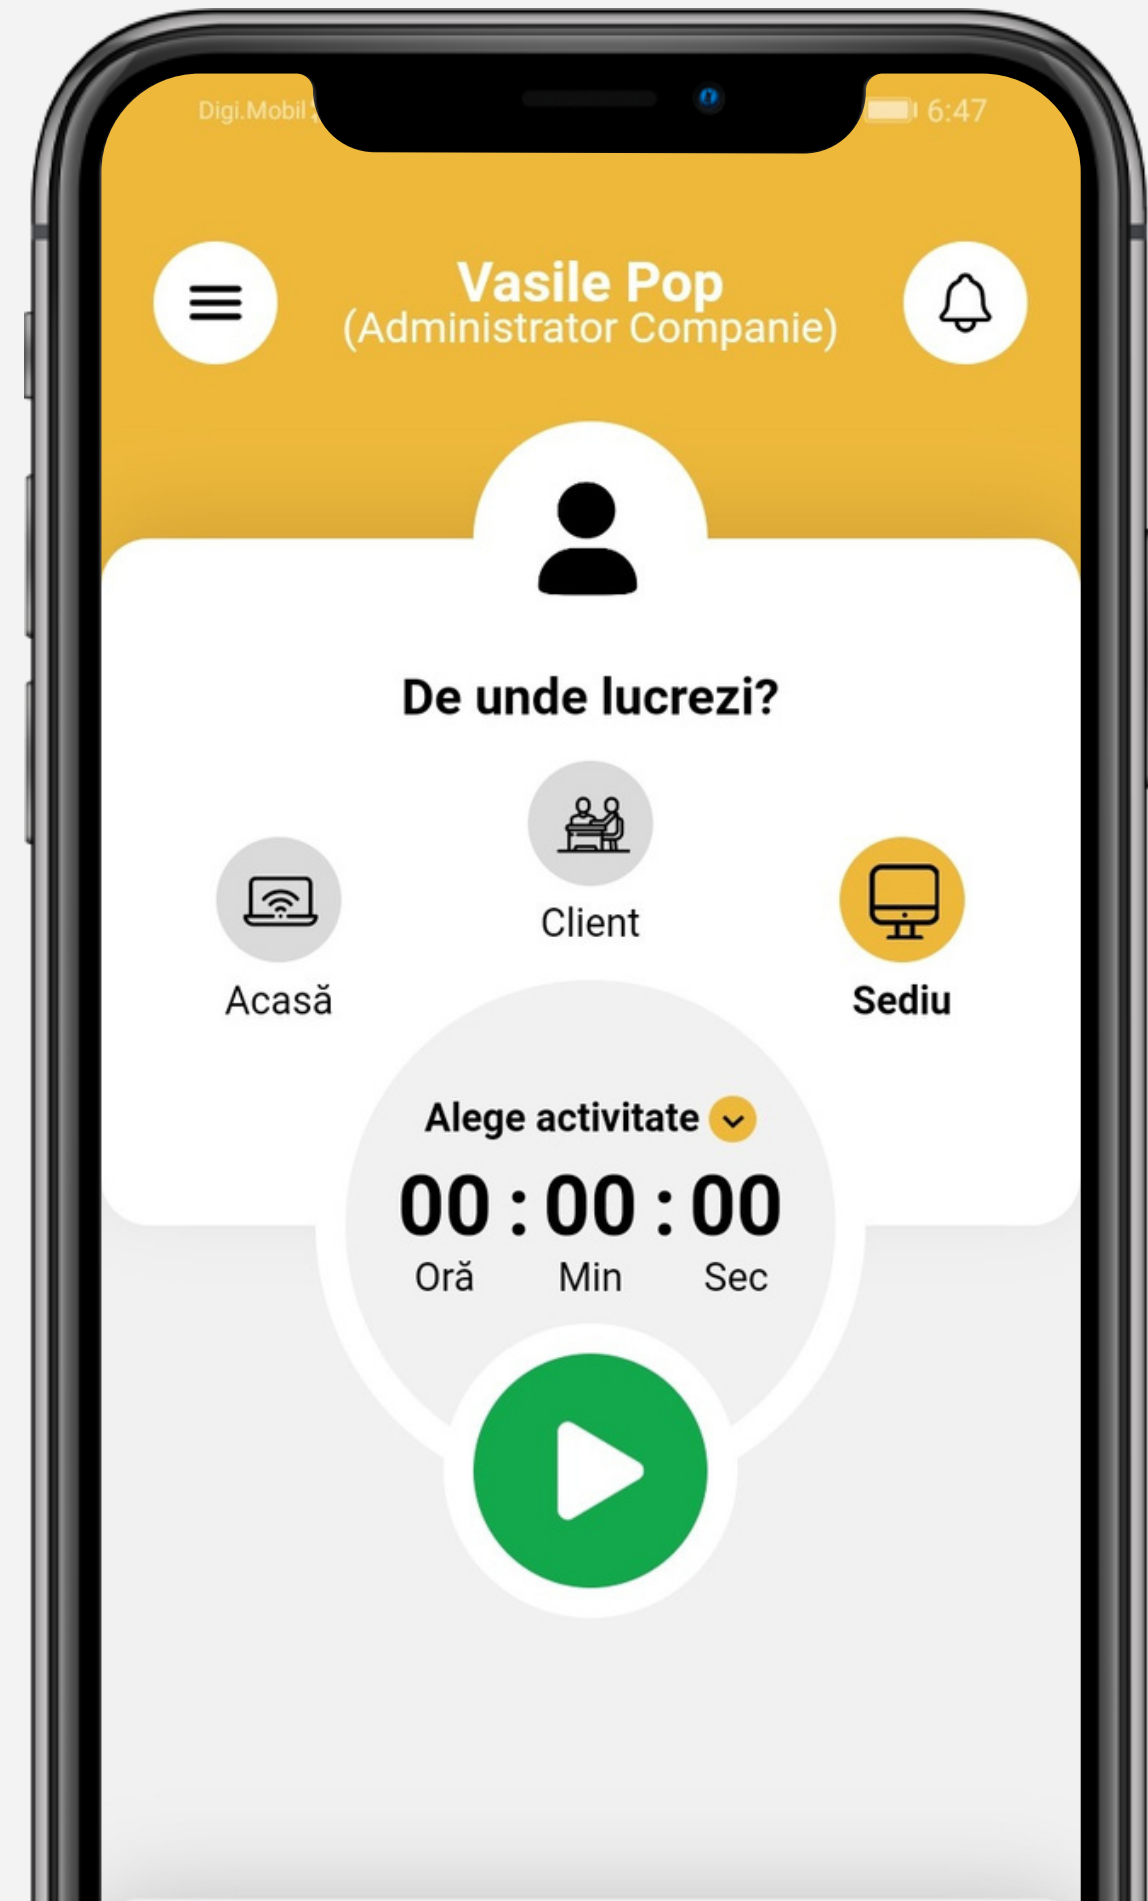 Digi.Mobil
6:47
Vasile Pop
(Administrator Companie)
De unde lucrezi?
Client
Acasă
Sediu
Alege activitate
00 : 00 : 00
Oră Min Sec